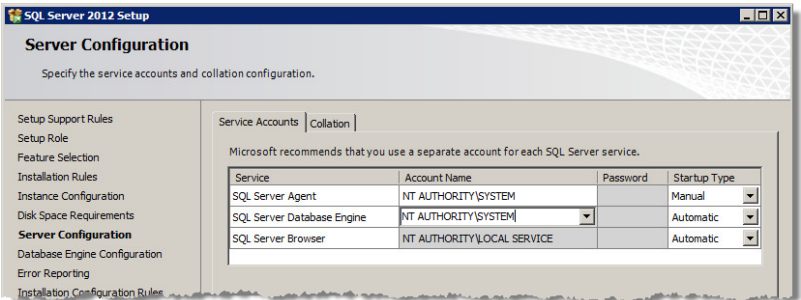 SQL Server 2012 Setup
Server Configuration
Specify the service accounts and collation configuration.
Setup Support Rules
Setup Role
Feature Selection
Installation Rules
Instance Configuration
Disk Space Requirements
Server Configuration
Database Engine Configuration
Error Reporting
Installation Configuration Rules
Service Accounts Collation
Microsoft recommends that you use a separate account for each SQL Server service.
Service Account Name Password Startup Type
SQL Server Agent NT AUTHORITY\SYSTEM Manual
SQL Server Database Engine NT AUTHORITY\SYSTEM Automatic
SQL Server Browser NT AUTHORITY\LOCAL SERVICE Automatic